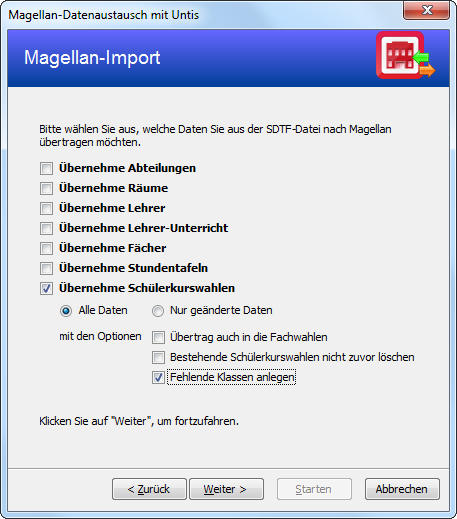 Magellan-Datenaustausch mit Untis
Magellan-Import
Bitte wählen Sie aus, welche Daten Sie aus der SDTF-Datei nach Magellan
übertragen möchten.
Übernehme Abteilungen
Übernehme Räume
Übernehme Lehrer
Übernehme Lehrer-Unterricht
Übernehme Fächer
Übernehme Stundentafeln
Übernehme Schülerkurswahlen
Alle Daten Nur geänderte Daten
mit den Optionen Übertrag auch in die Fachwahlen
Bestehende Schülerkurswahlen nicht zuvor löschen
Fehlende Klassen anlegen
Klicken Sie auf "Weiter", um fortzufahren.
< Zurück Weiter > Starten Abbrechen